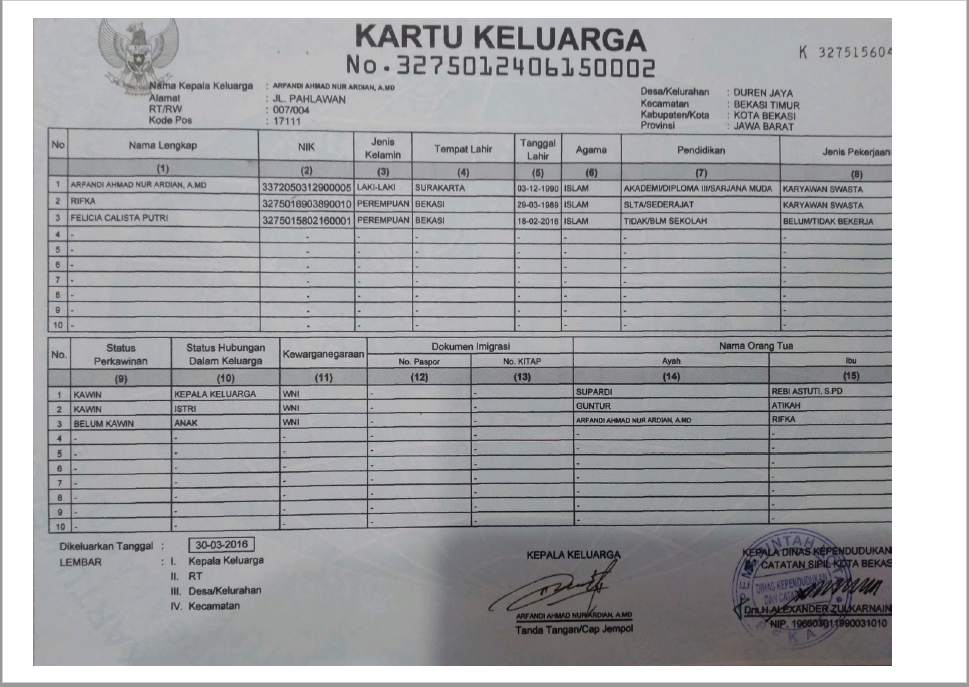 KARTU KELUARGA
No.3275012406150002
K 327515604
Nama Kepala Keluarga : ARFANDI AHMAD NUR ARDIAN, A.MD
Alamat : JL. PAHLAWAN
RT/RW : 007/004
Kode Pos : 17111
Desa/Kelurahan : DUREN JAYA
Kecamatan : BEKASI TIMUR
Kabupaten/Kota : KOTA BEKASI
Provinsi : JAWA BARAT
No Nama Lengkap NIK Jenis Kelamin Tempat Lahir Tanggal Lahir Agama Pendidikan Jenis Pekerjaan
(1) (2) (3) (4) (5) (6) (7) (8)
1 ARFANDI AHMAD NUR ARDIAN, A.MD 3372050312900005 LAKI-LAKI SURAKARTA 03-12-1990 ISLAM AKADEMI/DIPLOMA III/SARJANA MUDA KARYAWAN SWASTA
2 RIFKA 3275016903890010 PEREMPUAN BEKASI 29-03-1989 ISLAM SLTA/SEDERAJAT KARYAWAN SWASTA
3 FELICIA CALISTA PUTRI 3275015802160001 PEREMPUAN BEKASI 18-02-2016 ISLAM TIDAK/BLM SEKOLAH BELUM/TIDAK BEKERJA
4 - - - - - - - -
5 - - - - - - - -
6 - - - - - - - -
7 - - - - - - - -
8 - - - - - - - -
9 - - - - - - - -
10 - - - - - - - -
No. Status Perkawinan Status Hubungan Dalam Keluarga Kewarganegaraan Dokumen Imigrasi Nama Orang Tua
No. Paspor No. KITAP Ayah Ibu
(9) (10) (11) (12) (13) (14) (15)
1 KAWIN KEPALA KELUARGA WNI - - SUPARDI REBI ASTUTI, S.PD
2 KAWIN ISTRI WNI - - GUNTUR ATIKAH
3 BELUM KAWIN ANAK WNI - - ARFANDI AHMAD NUR ARDIAN, A.MD RIFKA
4 - - - - - - -
5 - - - - - - -
6 - - - - - - -
7 - - - - - - -
8 - - - - - - -
9 - - - - - - -
10 - - - - - - -
Dikeluarkan Tanggal : 30-03-2016
LEMBAR : I. Kepala Keluarga
II. RT
III. Desa/Kelurahan
IV. Kecamatan
KEPALA KELUARGA
ARFANDI AHMAD NUR ARDIAN, A.MD
Tanda Tangan/Cap Jempol
KEPALA DINAS KEPENDUDUKAN
CATATAN SIPIL KOTA BEKAS
DINAS KEPENDUDUKAN
DAN CATATAN
Drs.H.ALEXANDER ZULKARNAIN
NIP. 196003011990031010